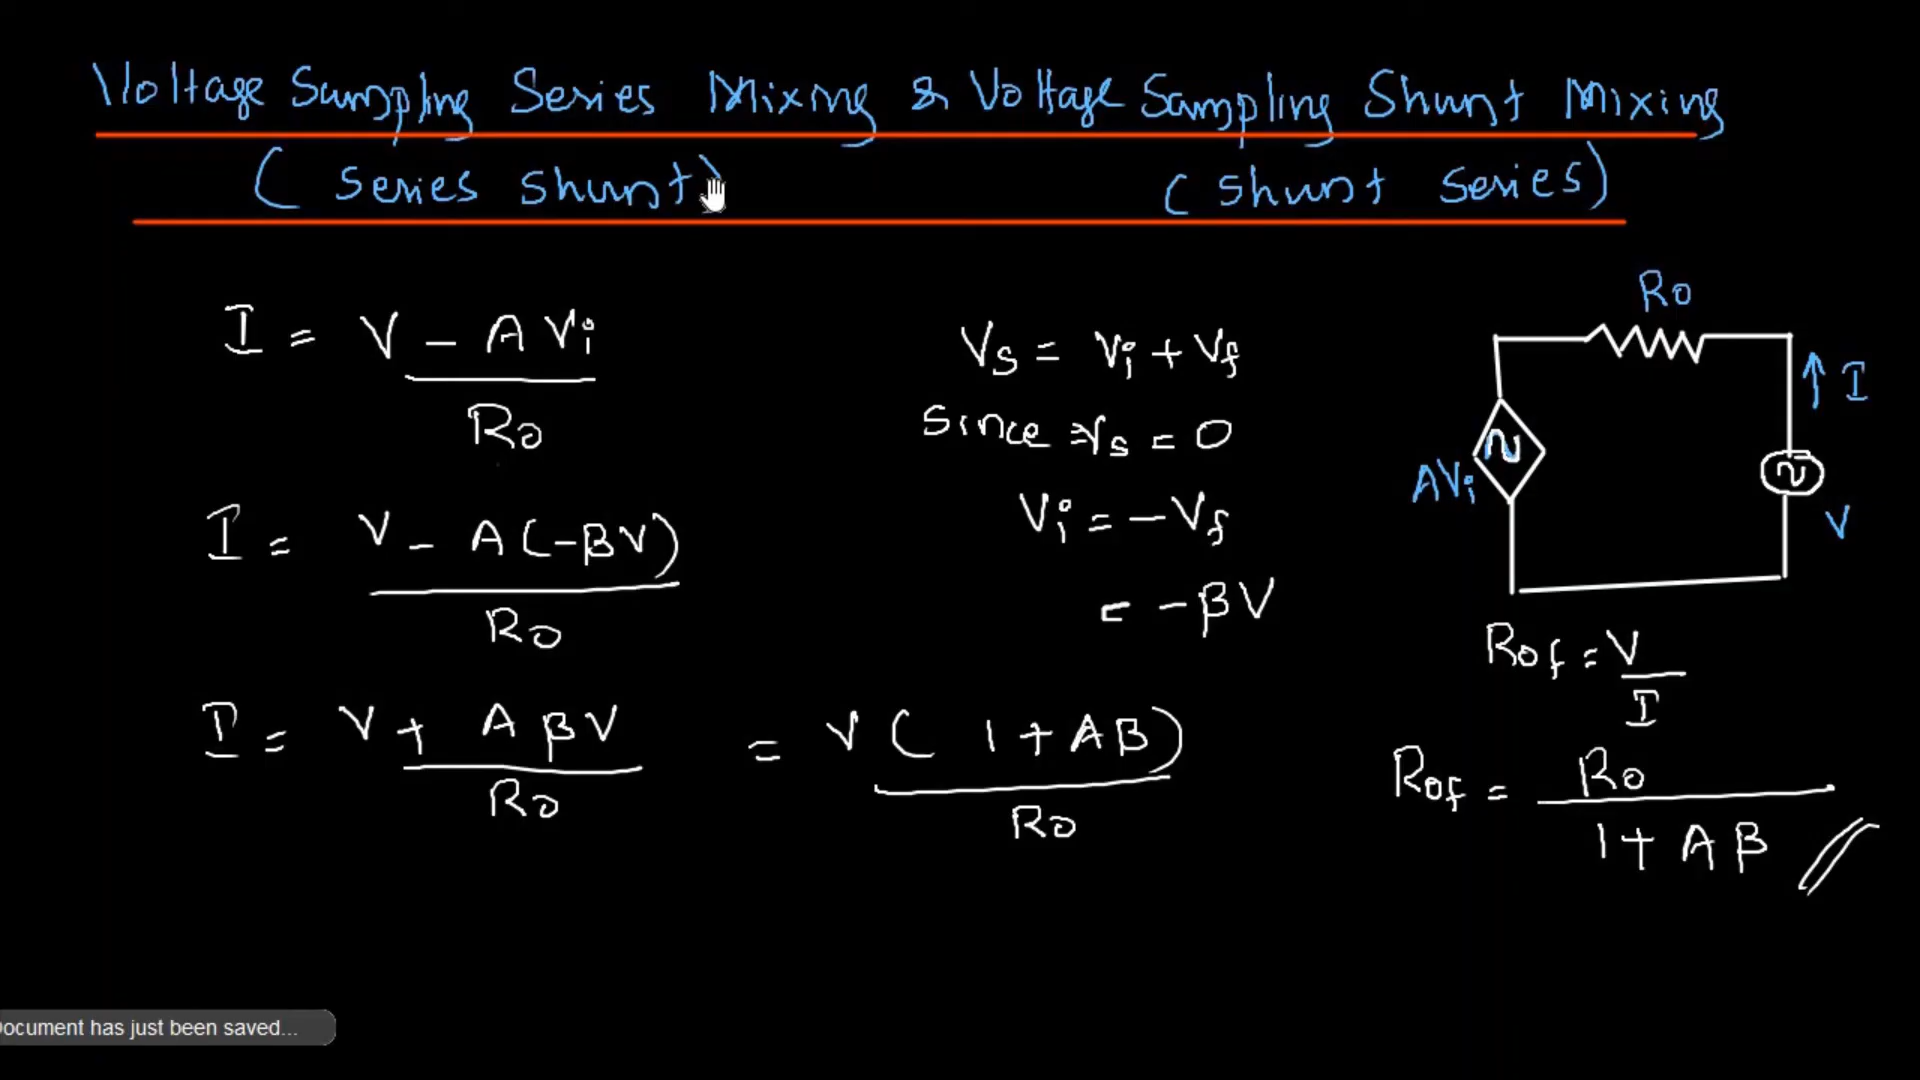 Voltage Sampling Series Mixing & Voltage Sampling Shunt Mixing
(Series Shunt) (Shunt Series)
I = V - AVi / Ro
Vs = Vi + Vf
Since Vs = 0
Vi = -Vf
= -βV
I = V - A(-βV) / Ro
I = V + AβV / Ro = V(1 + Aβ) / Ro
Ro
I
AVi
V
Rof = V / I
Rof = Ro / 1 + Aβ
Document has just been saved...